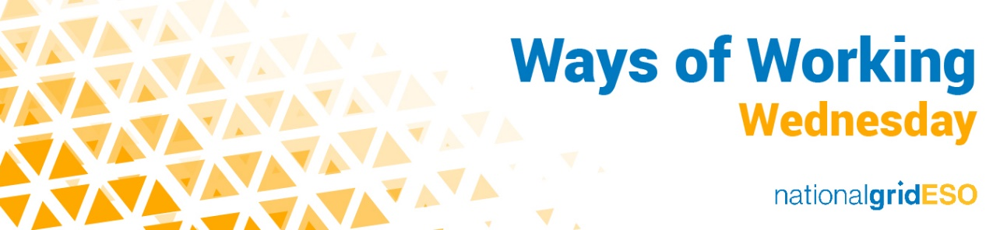 Ways of Working
Wednesday
nationalgridESO